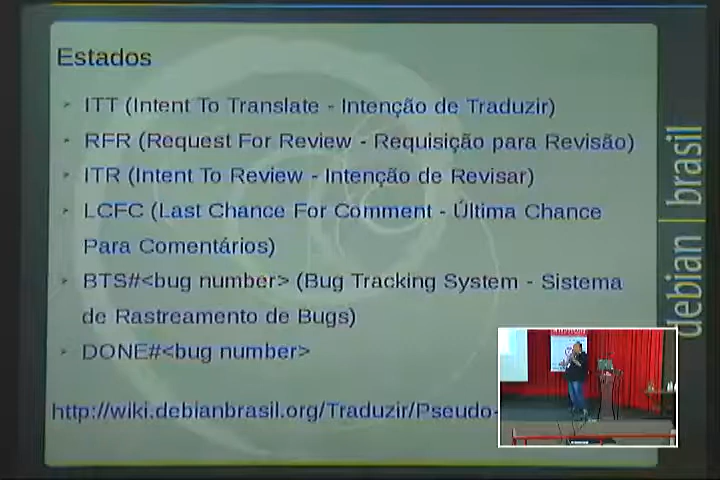 Estados
ITT (Intent To Translate - Intenção de Traduzir)
RFR (Request For Review - Requisição para Revisão)
ITR (Intent To Review - Intenção de Revisar)
LCFC (Last Chance For Comment - Última Chance
Para Comentários)
BTS#<bug number> (Bug Tracking System - Sistema
de Rastreamento de Bugs)
DONE#<bug number>
http://wiki.debianbrasil.org/Traduzir/Pseudo-
debian | brasil